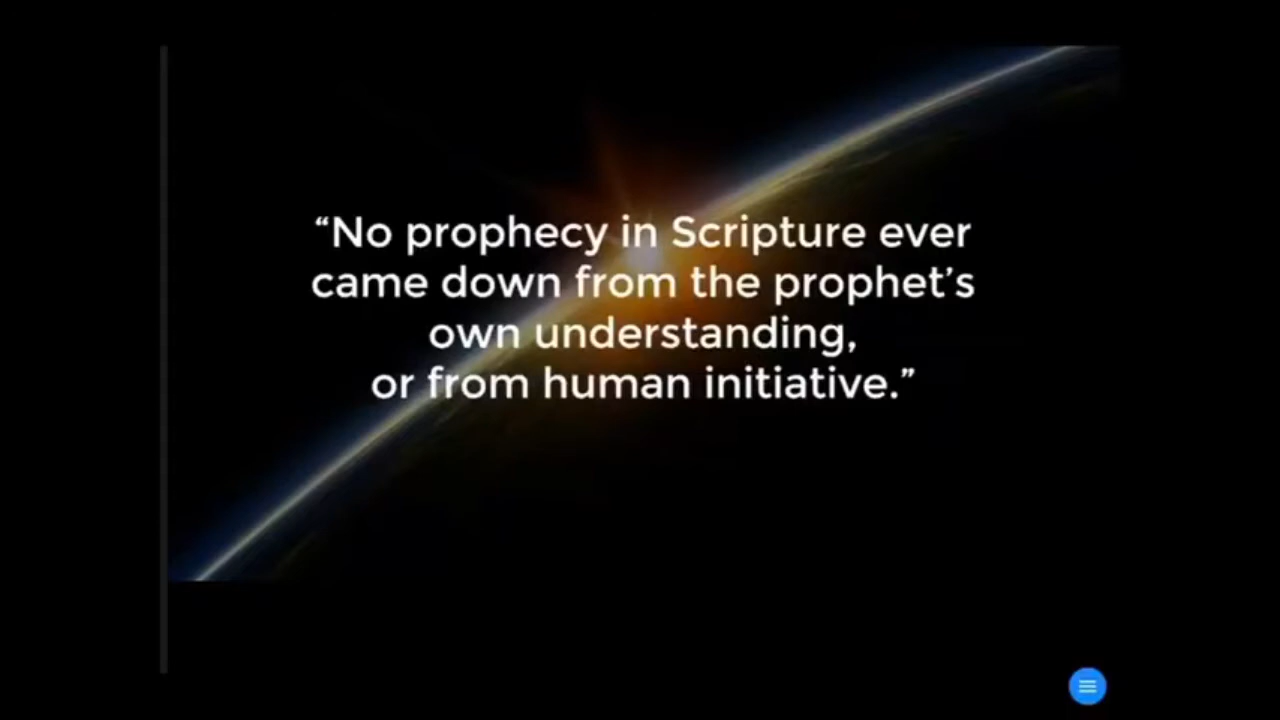 “No prophecy in Scripture ever
came down from the prophet’s
own understanding,
or from human initiative.”